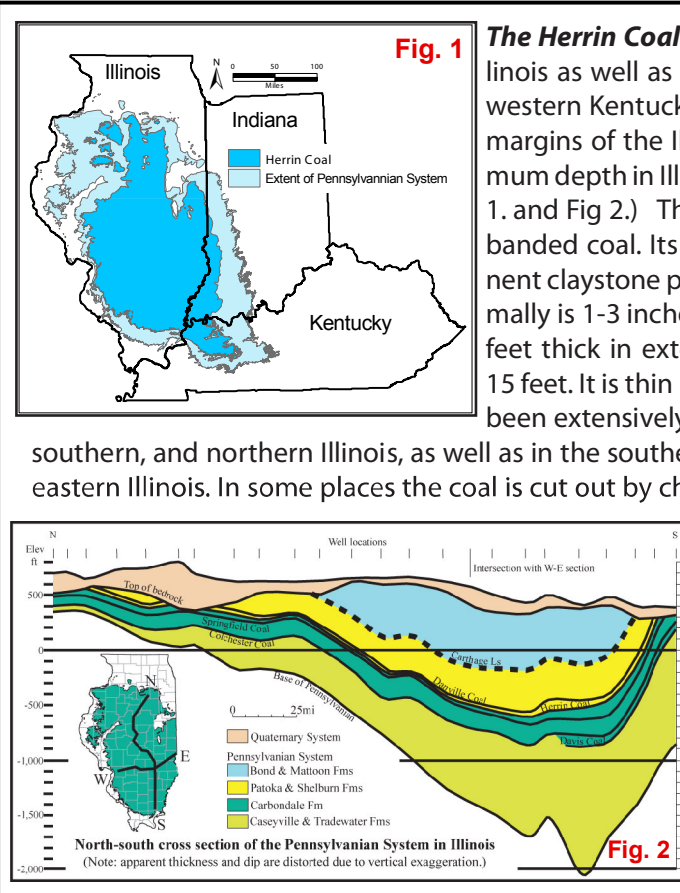 Fig. 1
Illinois
N
0 50 100
Miles
Indiana
Herrin Coal
Extent of Pennsylvannian System
Kentucky
The Herrin Coal
linois as well as
western Kentuck
margins of the Il
mum depth in Illi
1. and Fig 2.) Th
banded coal. Its
nent claystone p
mally is 1-3 inche
feet thick in exte
15 feet. It is thin
been extensively
southern, and northern Illinois, as well as in the southe
eastern Illinois. In some places the coal is cut out by ch
N
Well locations
S
Elev
ft
Intersection with W-E section
500
0
-500
-1,000
-1,500
-2,000
Top of bedrock
Springfield Coal
Colchester Coal
Base of Pennsylvanian
Carthage Ls
Danville Coal
Herrin Coal
Davis Coal
N
E
W
S
0 25mi
Quaternary System
Pennsylvanian System
Bond & Mattoon Fms
Patoka & Shelburn Fms
Carbondale Fm
Caseyville & Tradewater Fms
North-south cross section of the Pennsylvanian System in Illinois
(Note: apparent thickness and dip are distorted due to vertical exaggeration.)
Fig. 2